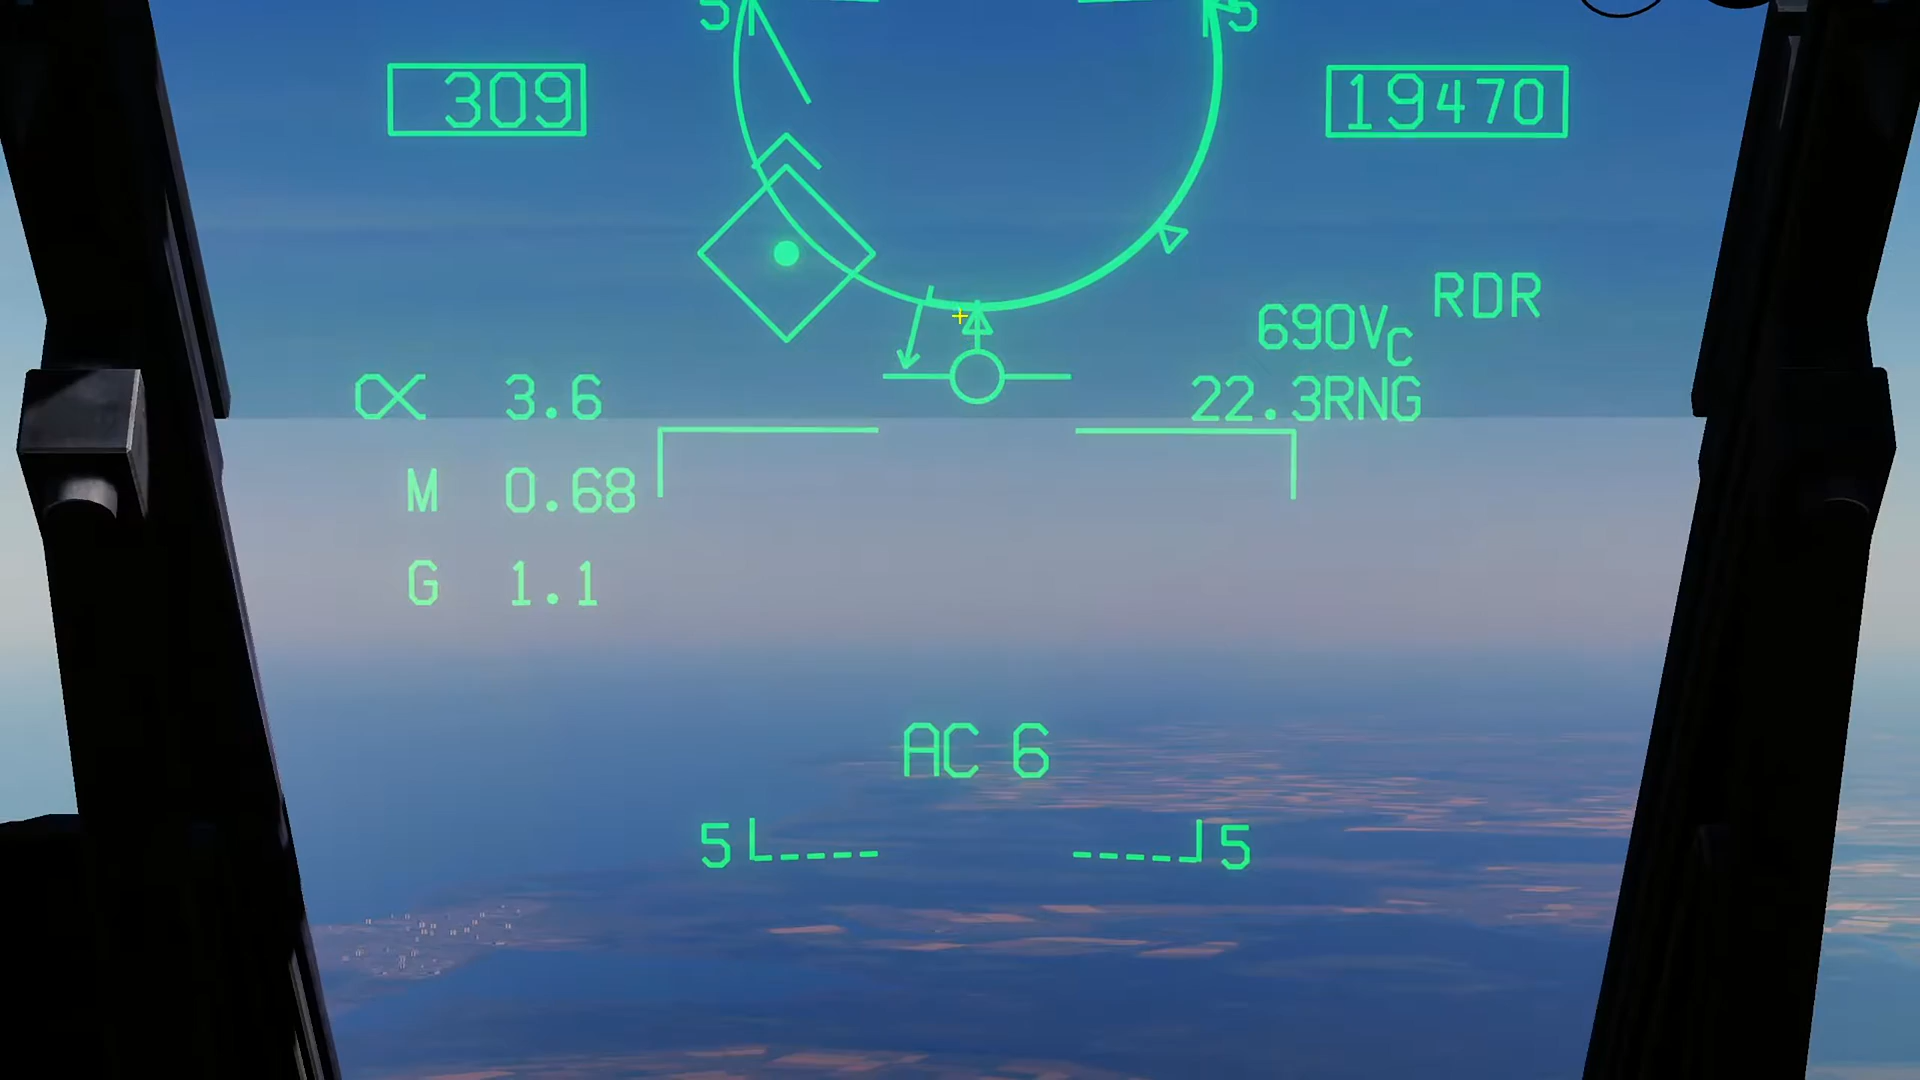 5 5
309 19470
RDR
690Vc
α 3.6 22.3RNG
M 0.68
G 1.1
AC 6
5 5